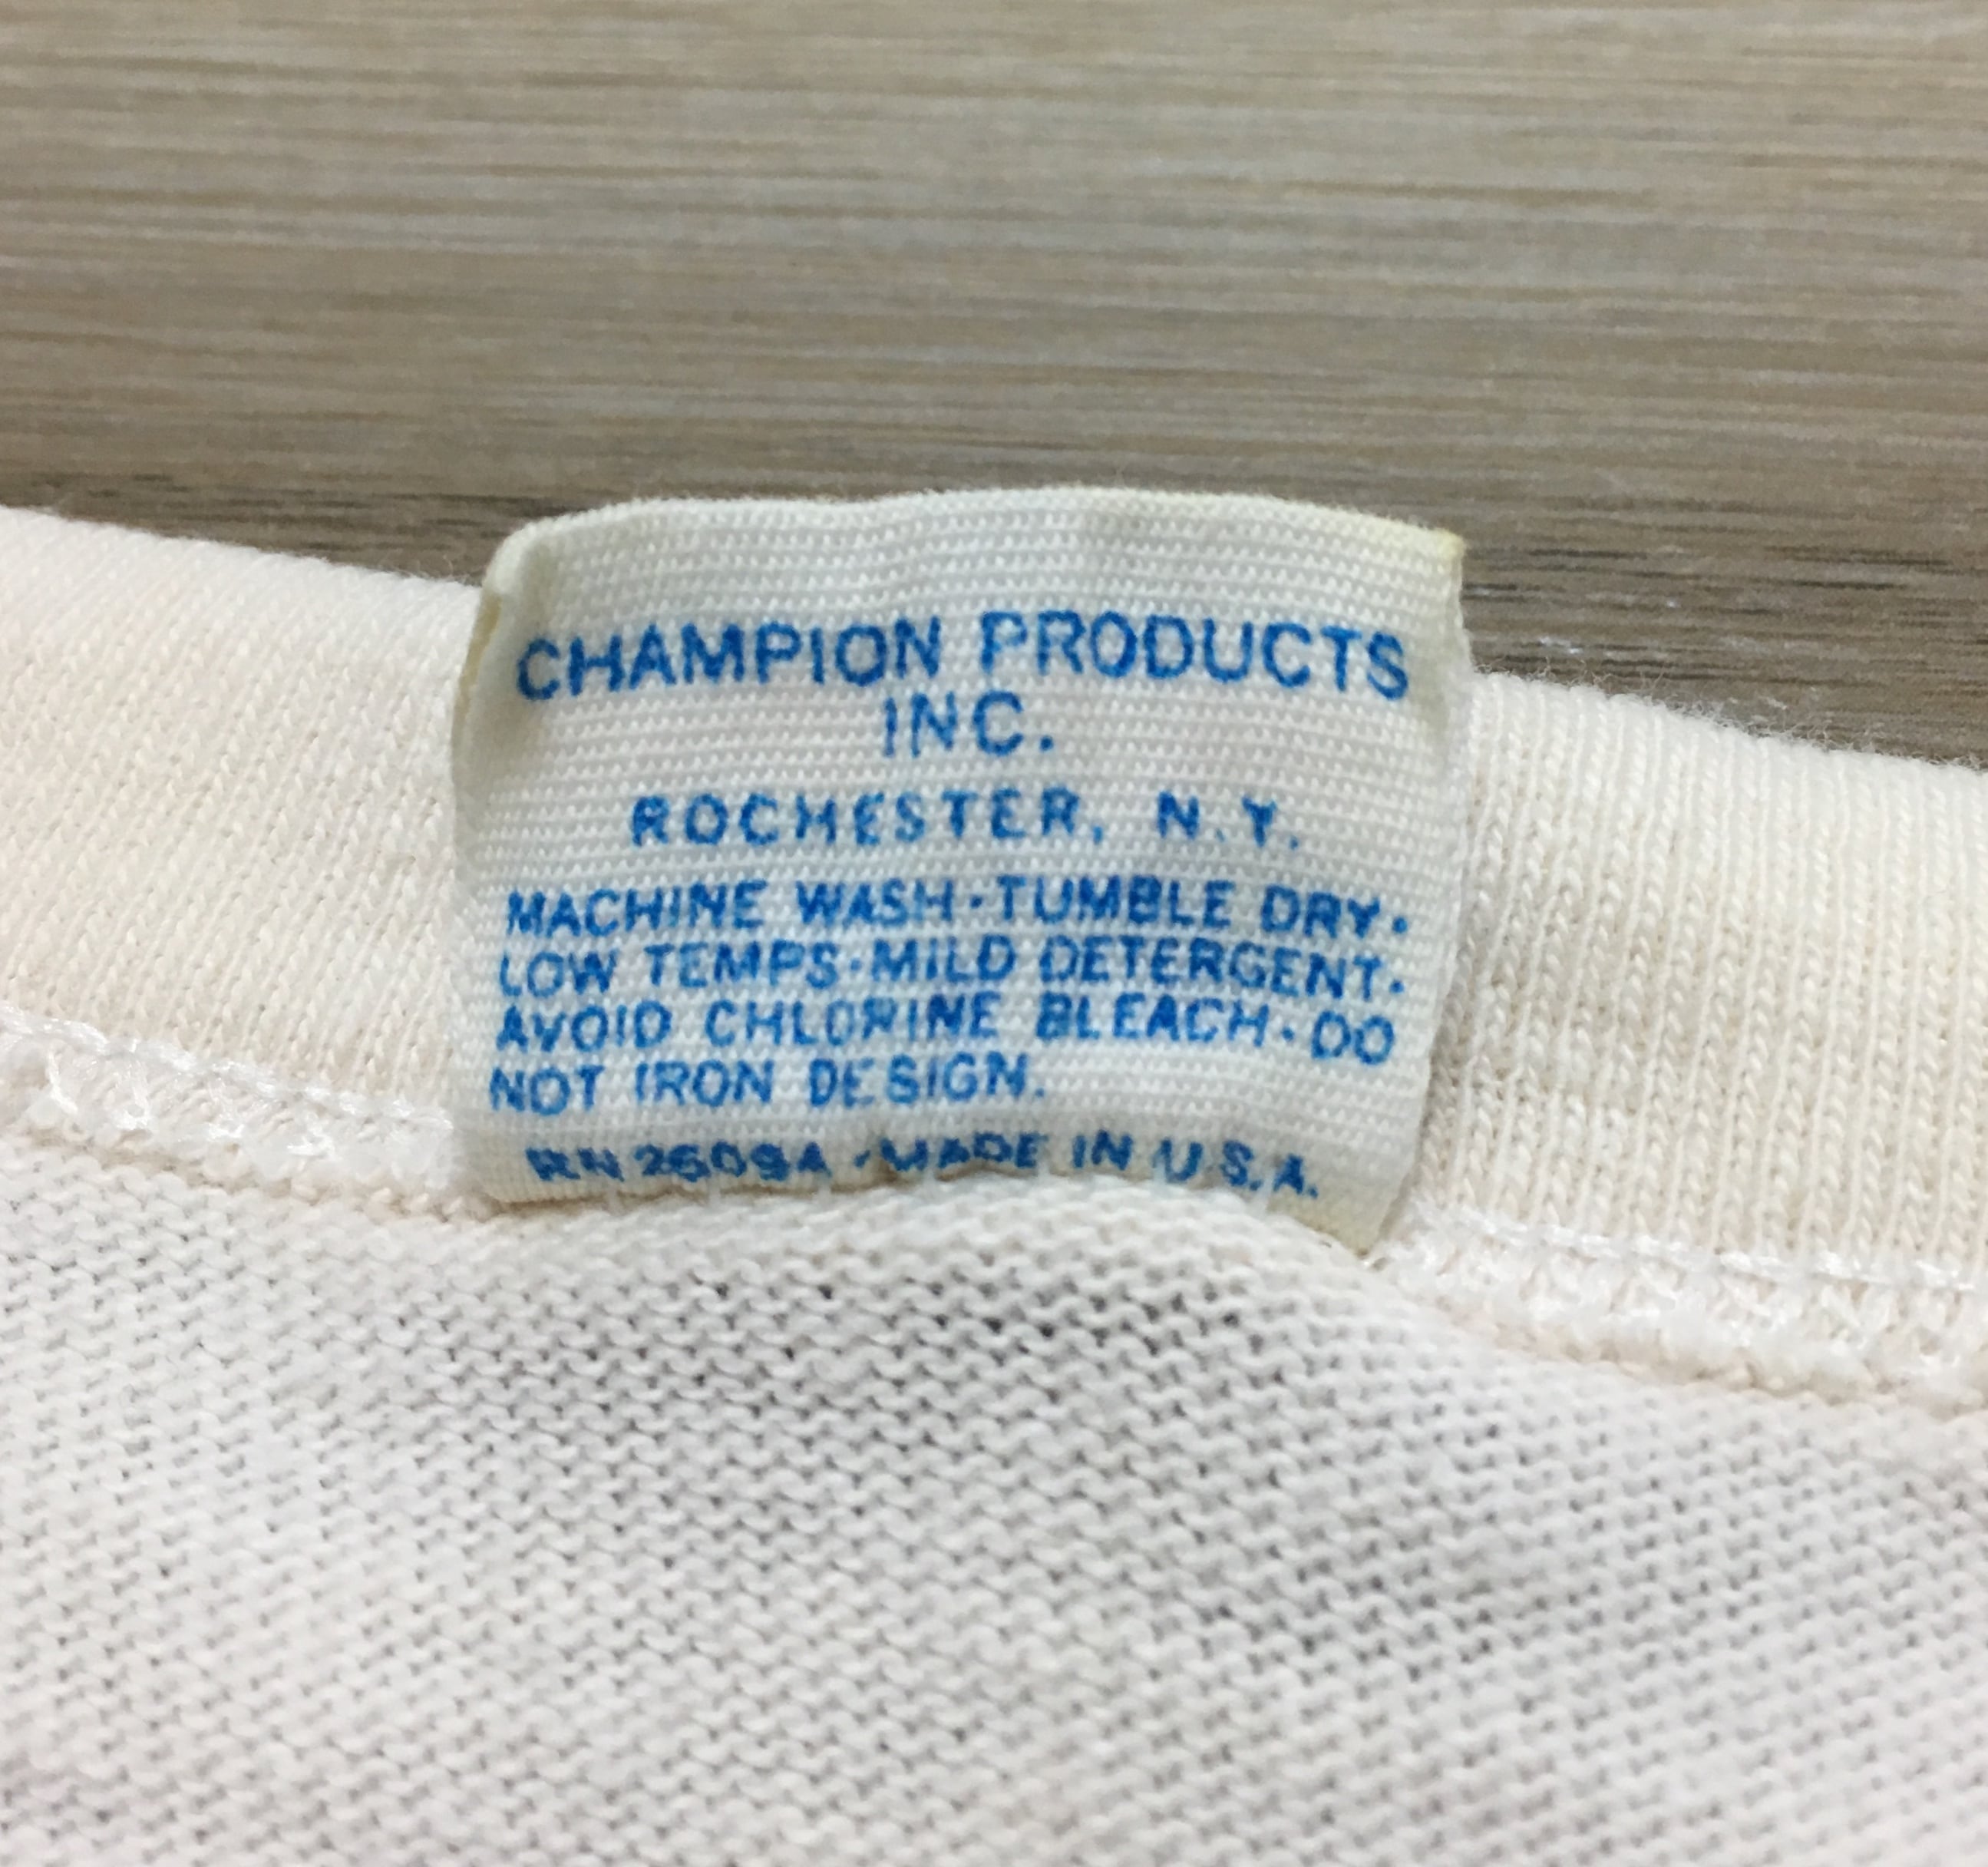 CHAMPION PRODUCTS
INC.
ROCHESTER, N.Y.
MACHINE WASH·TUMBLE DRY·
LOW TEMPS·MILD DETERGENT·
AVOID CHLORINE BLEACH·DO
NOT IRON DESIGN.
RN 26094 · MADE IN U.S.A.